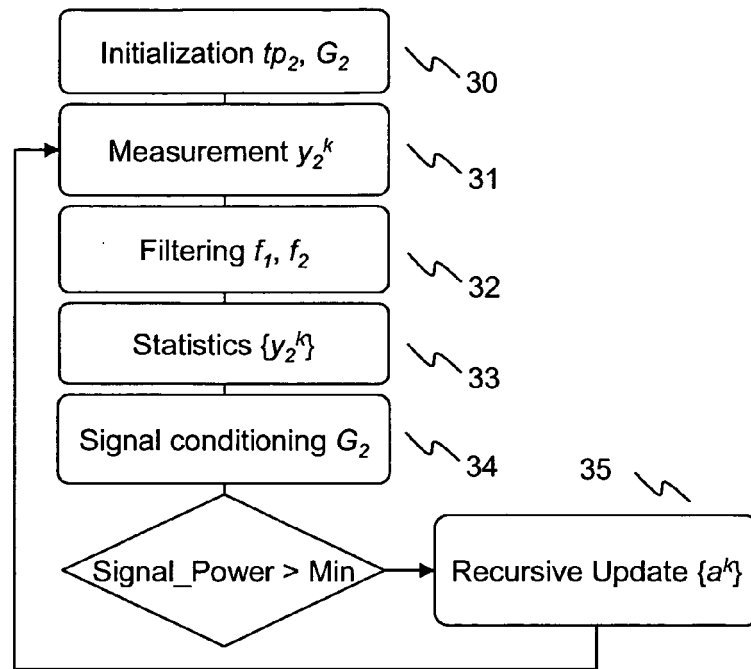 Initialization tp₂, G₂
30
Measurement y₂ᵏ
31
Filtering f₁, f₂
32
Statistics {y₂ᵏ}
33
Signal conditioning G₂
34
35
Signal_Power > Min
Recursive Update {aᵏ}